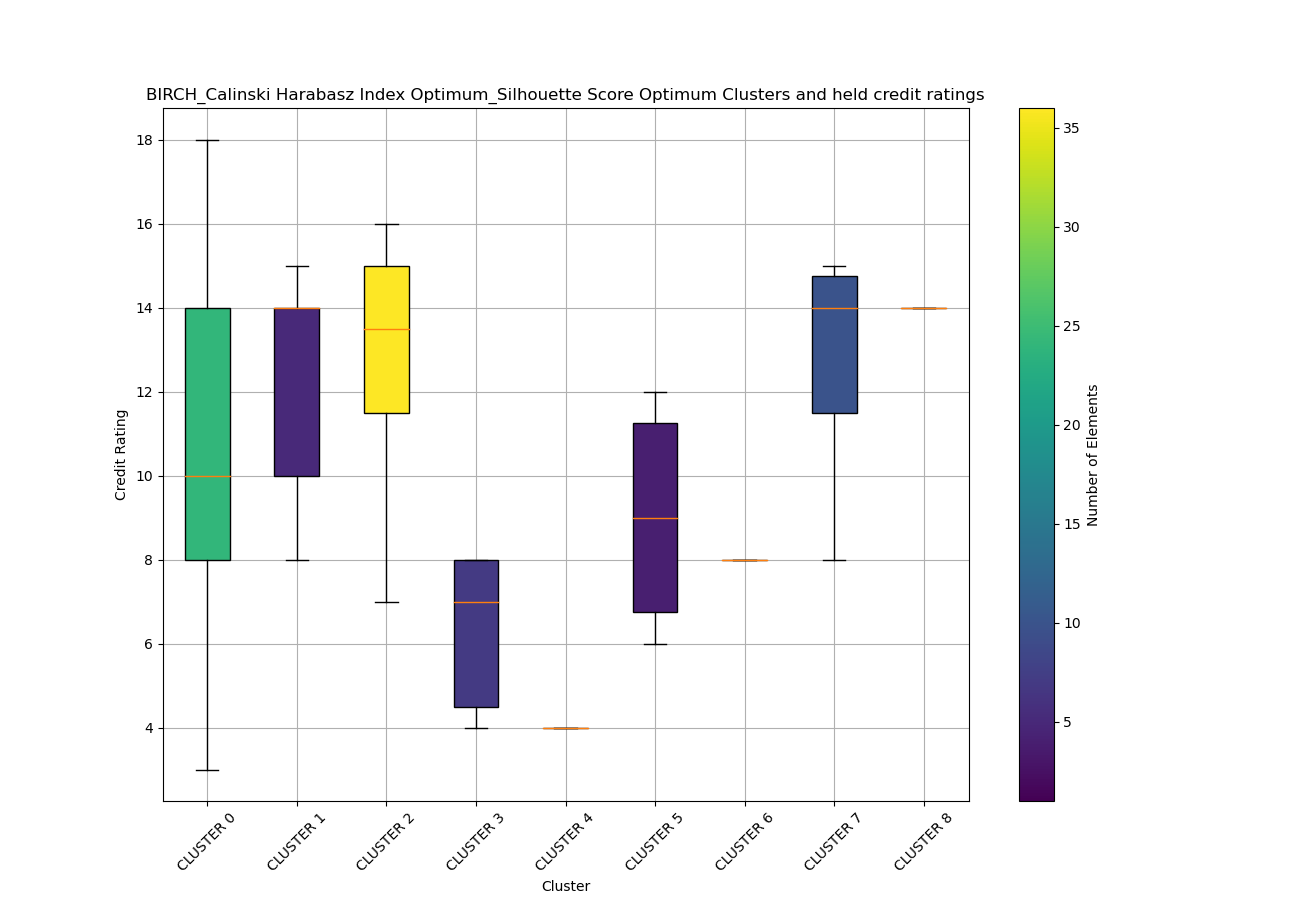 BIRCH_Calinski Harabasz Index Optimum_Silhouette Score Optimum Clusters and held credit ratings
18
16
14
12
10
8
6
4
Credit Rating
CLUSTER 0
CLUSTER 1
CLUSTER 2
CLUSTER 3
CLUSTER 4
CLUSTER 5
CLUSTER 6
CLUSTER 7
CLUSTER 8
Cluster
35
30
25
20
15
10
5
Number of Elements